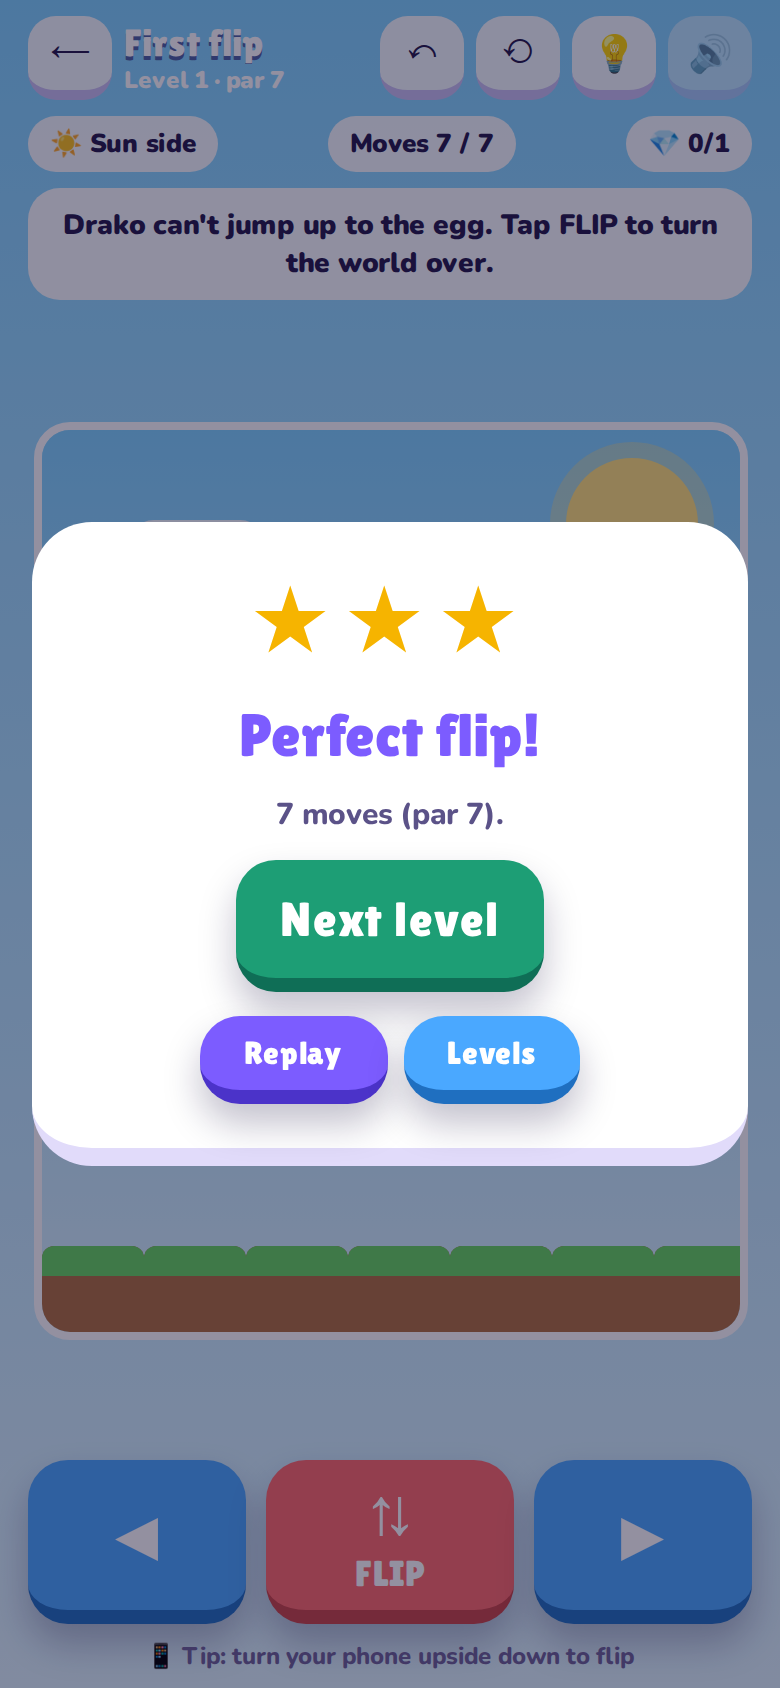 First flip
Level 1 · par 7
Sun side
Moves 7 / 7
0/1
Drako can't jump up to the egg. Tap FLIP to turn
the world over.
Perfect flip!
7 moves (par 7).
Next level
Replay
Levels
FLIP
Tip: turn your phone upside down to flip